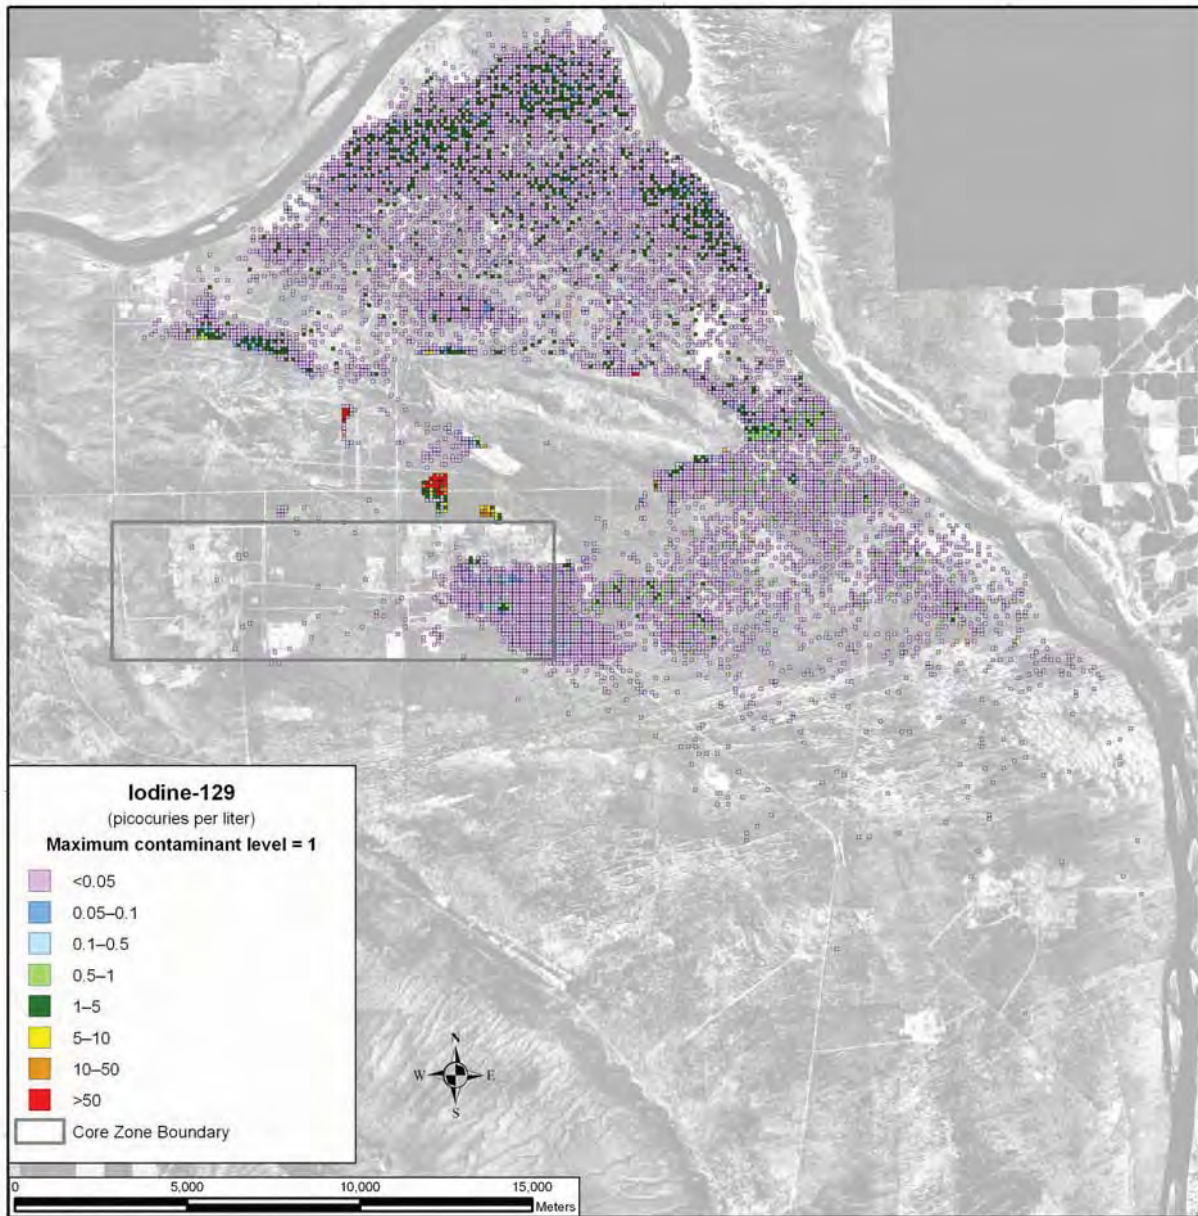 Iodine-129
(picocuries per liter)
Maximum contaminant level = 1
<0.05
0.05–0.1
0.1–0.5
0.5–1
1–5
5–10
10–50
>50
Core Zone Boundary
N
W E
S
0 5,000 10,000 15,000
Meters